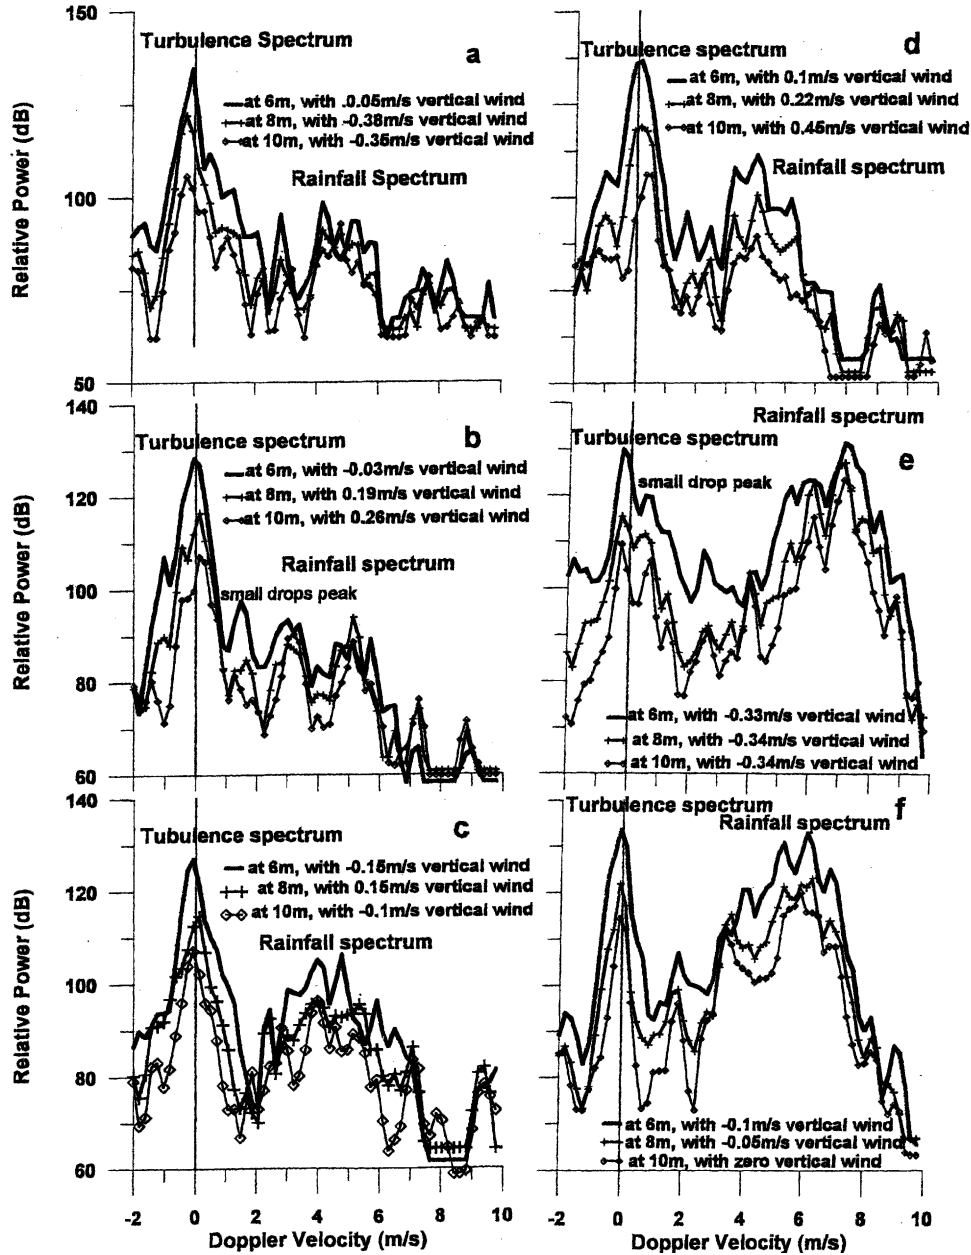 150
Turbulence Spectrum
a
at 6m, with .0.05m/s vertical wind
at 8m, with -0.38m/s vertical wind
at 10m, with -0.35m/s vertical wind
Rainfall Spectrum
Relative Power (dB)
100
50
d
Turbulence spectrum
at 6m, with 0.1m/s vertical wind
at 8m, with 0.22m/s vertical wind
at 10m, with 0.45m/s vertical wind
Rainfall Spectrum
140
b
Turbulence spectrum
at 6m, with -0.03m/s vertical wind
at 8m, with 0.19m/s vertical wind
at 10m, with 0.26m/s vertical wind
Rainfall spectrum
small drops peak
Relative Power (dB)
120
100
80
60
Rainfall spectrum
Turbulence spectrum
e
small drop peak
at 6m, with -0.33m/s vertical wind
at 8m, with -0.34m/s vertical wind
at 10m, with -0.34m/s vertical wind
140
c
Tubulence spectrum
at 6m, with -0.15m/s vertical wind
at 8m, with 0.15m/s vertical wind
at 10m, with -0.1m/s vertical wind
Rainfall spectrum
Relative Power (dB)
120
100
80
60
-2 0 2 4 6 8 10
Doppler Velocity (m/s)
Turbulence spectrum
Rainfall spectrum
f
at 6m, with -0.1m/s vertical wind
at 8m, with -0.05m/s vertical wind
at 10m, with zero vertical wind
-2 0 2 4 6 8 10
Doppler Velocity (m/s)